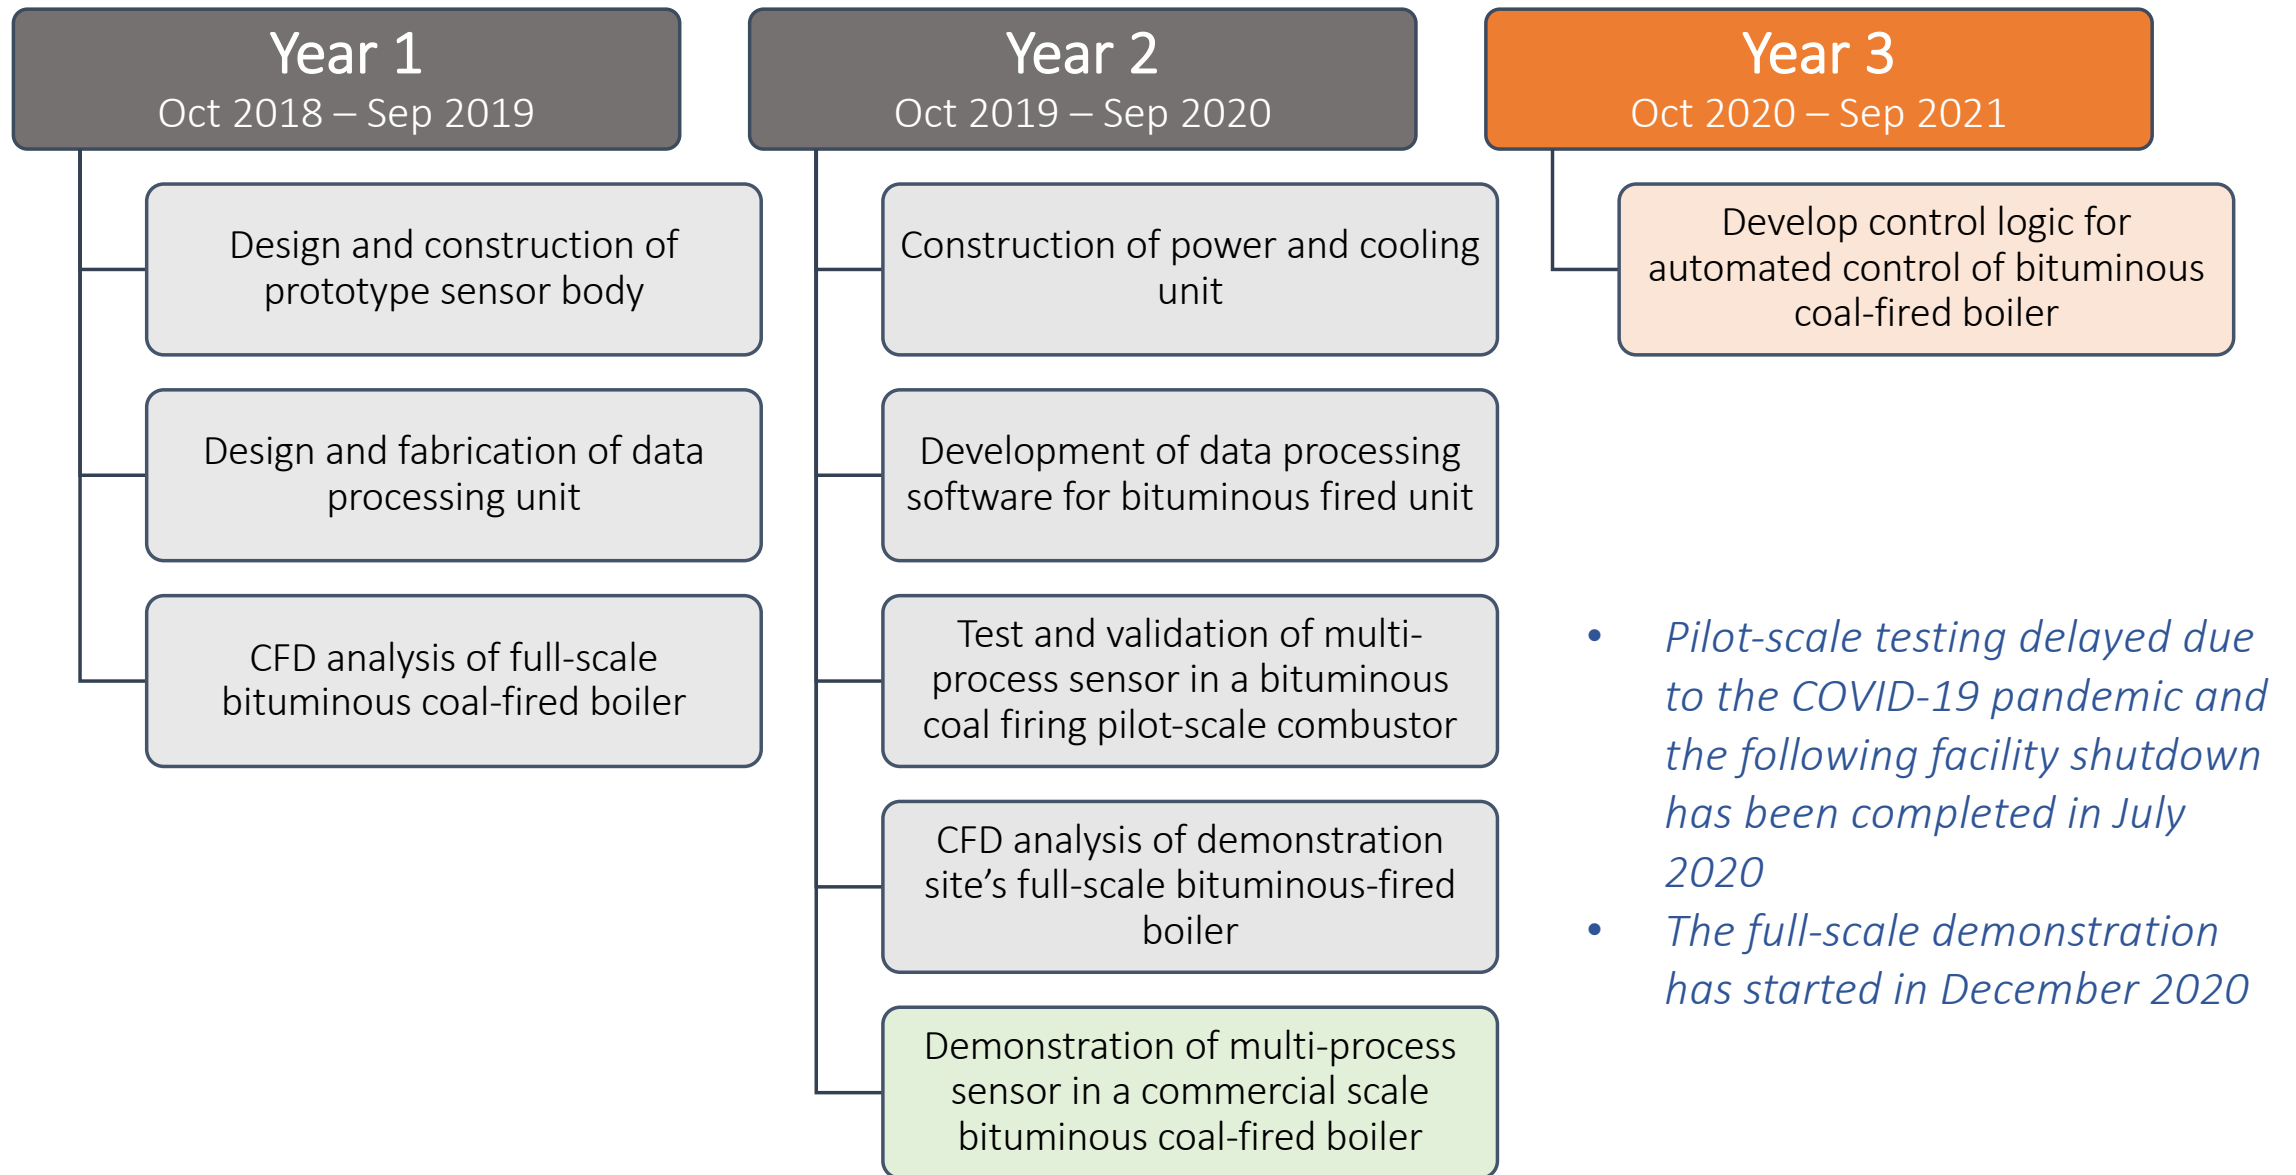 Year 1
Oct 2018 – Sep 2019
Design and construction of
prototype sensor body
Design and fabrication of data
processing unit
CFD analysis of full-scale
bituminous coal-fired boiler
Year 2
Oct 2019 – Sep 2020
Construction of power and cooling
unit
Development of data processing
software for bituminous fired unit
Test and validation of multi-
process sensor in a bituminous
coal firing pilot-scale combustor
CFD analysis of demonstration
site’s full-scale bituminous-fired
boiler
Demonstration of multi-process
sensor in a commercial scale
bituminous coal-fired boiler
Year 3
Oct 2020 – Sep 2021
Develop control logic for
automated control of bituminous
coal-fired boiler
• Pilot-scale testing delayed due
to the COVID-19 pandemic and
the following facility shutdown
has been completed in July
2020
• The full-scale demonstration
has started in December 2020